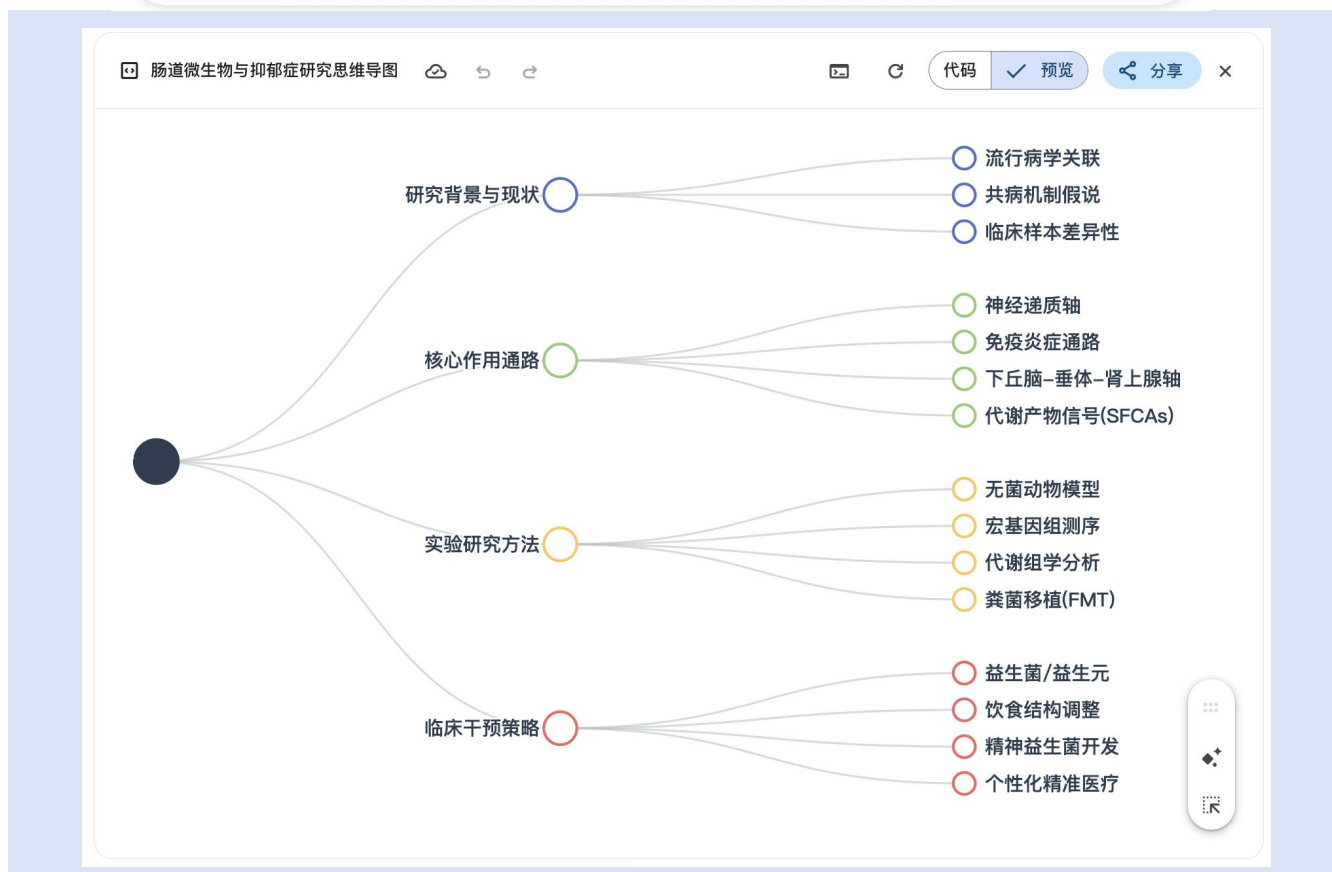 肠道微生物与抑郁症研究思维导图
代码
预览
分享
研究背景与现状
流行病学关联
共病机制假说
临床样本差异性
核心作用通路
神经递质轴
免疫炎症通路
下丘脑-垂体-肾上腺轴
代谢产物信号(SFCAs)
实验研究方法
无菌动物模型
宏基因组测序
代谢组学分析
粪菌移植(FMT)
临床干预策略
益生菌/益生元
饮食结构调整
精神益生菌开发
个性化精准医疗